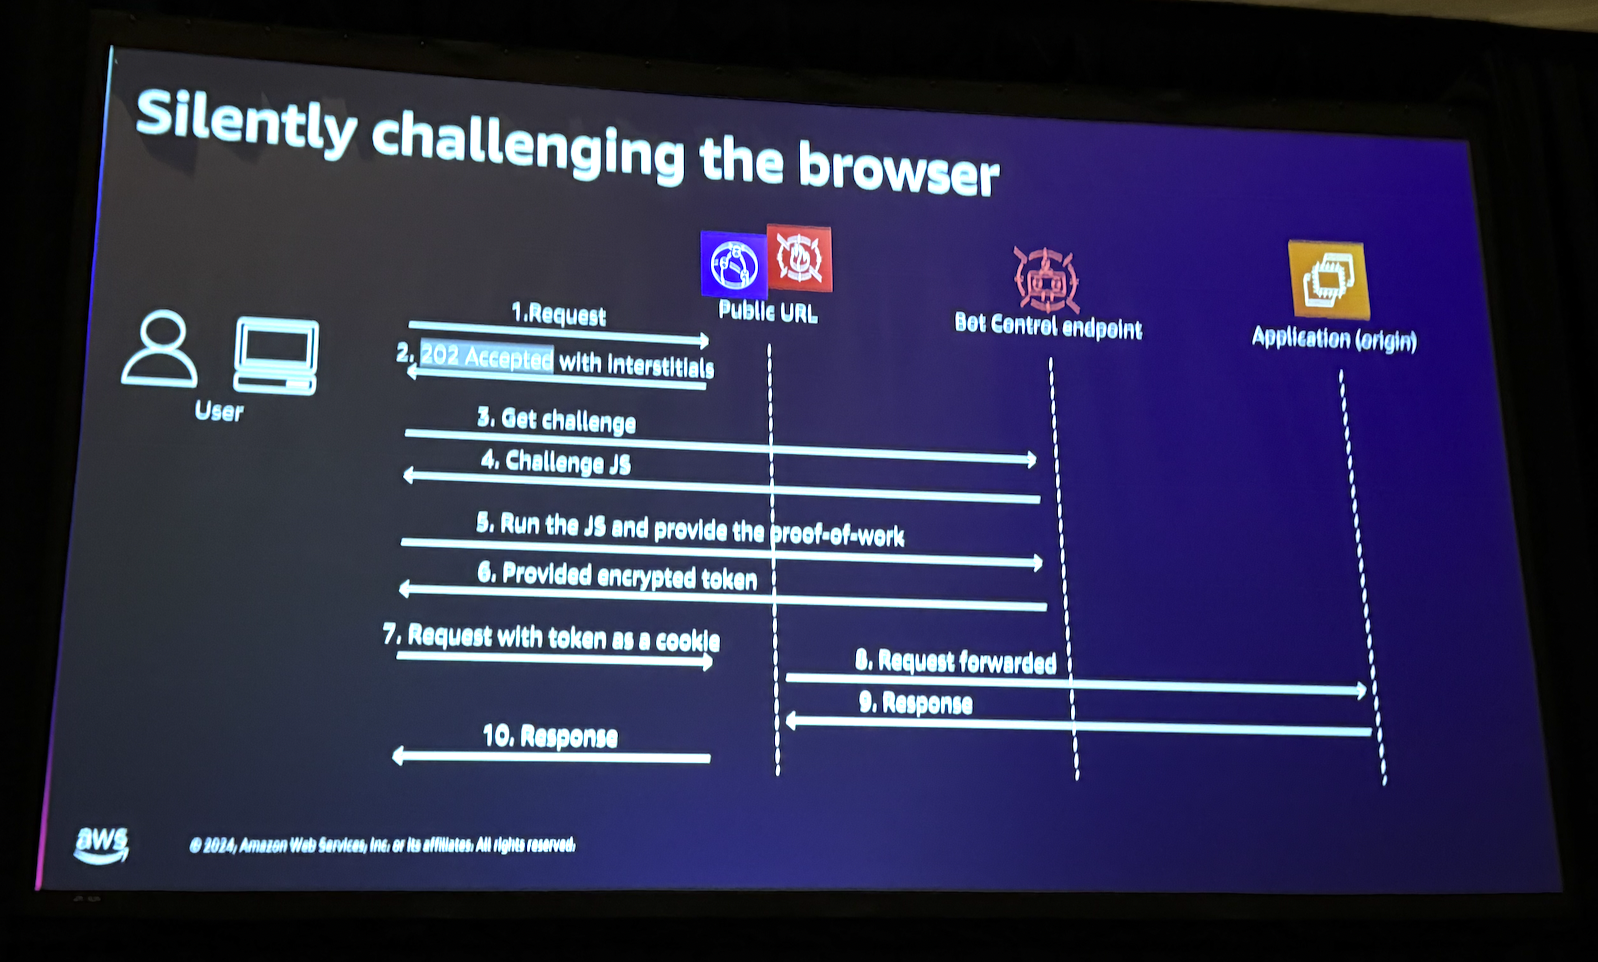 Silently challenging the browser
Public URL
Bot Control endpoint
Application (origin)
User
1.Request
2. 202 Accepted with interstitials
3. Get challenge
4. Challenge JS
5. Run the JS and provide the proof-of-work
6. Provided encrypted token
7. Request with token as a cookie
8. Request forwarded
9. Response
10. Response
aws
© 2024, Amazon Web Services, Inc. or its affiliates. All rights reserved.